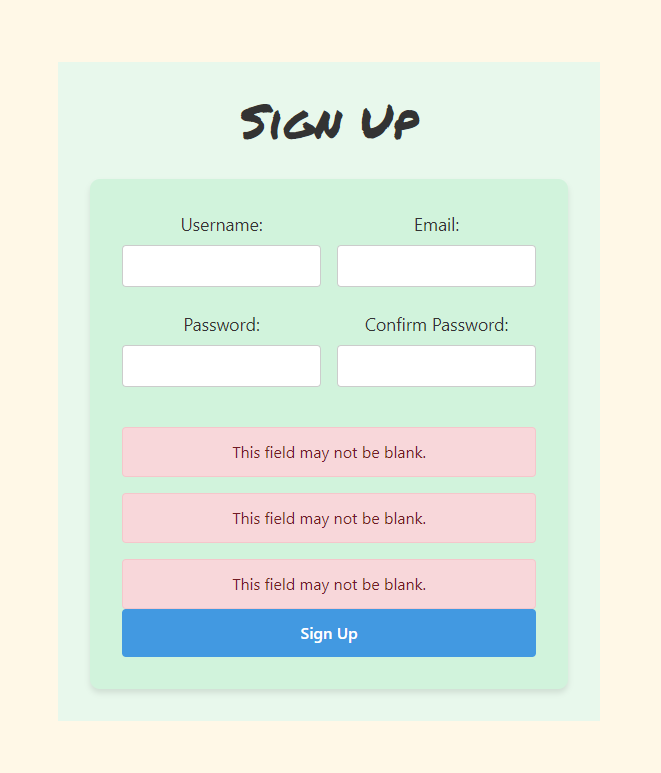 Sign Up
Username:
Email:
Password:
Confirm Password:
This field may not be blank.
This field may not be blank.
This field may not be blank.
Sign Up